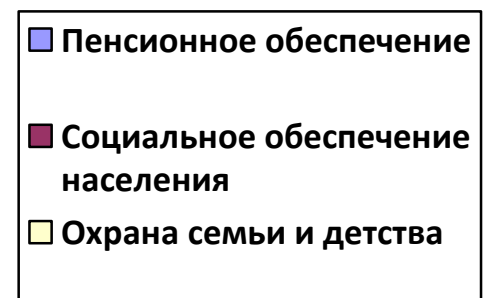 Пенсионное обеспечение
Социальное обеспечение
населения
Охрана семьи и детства